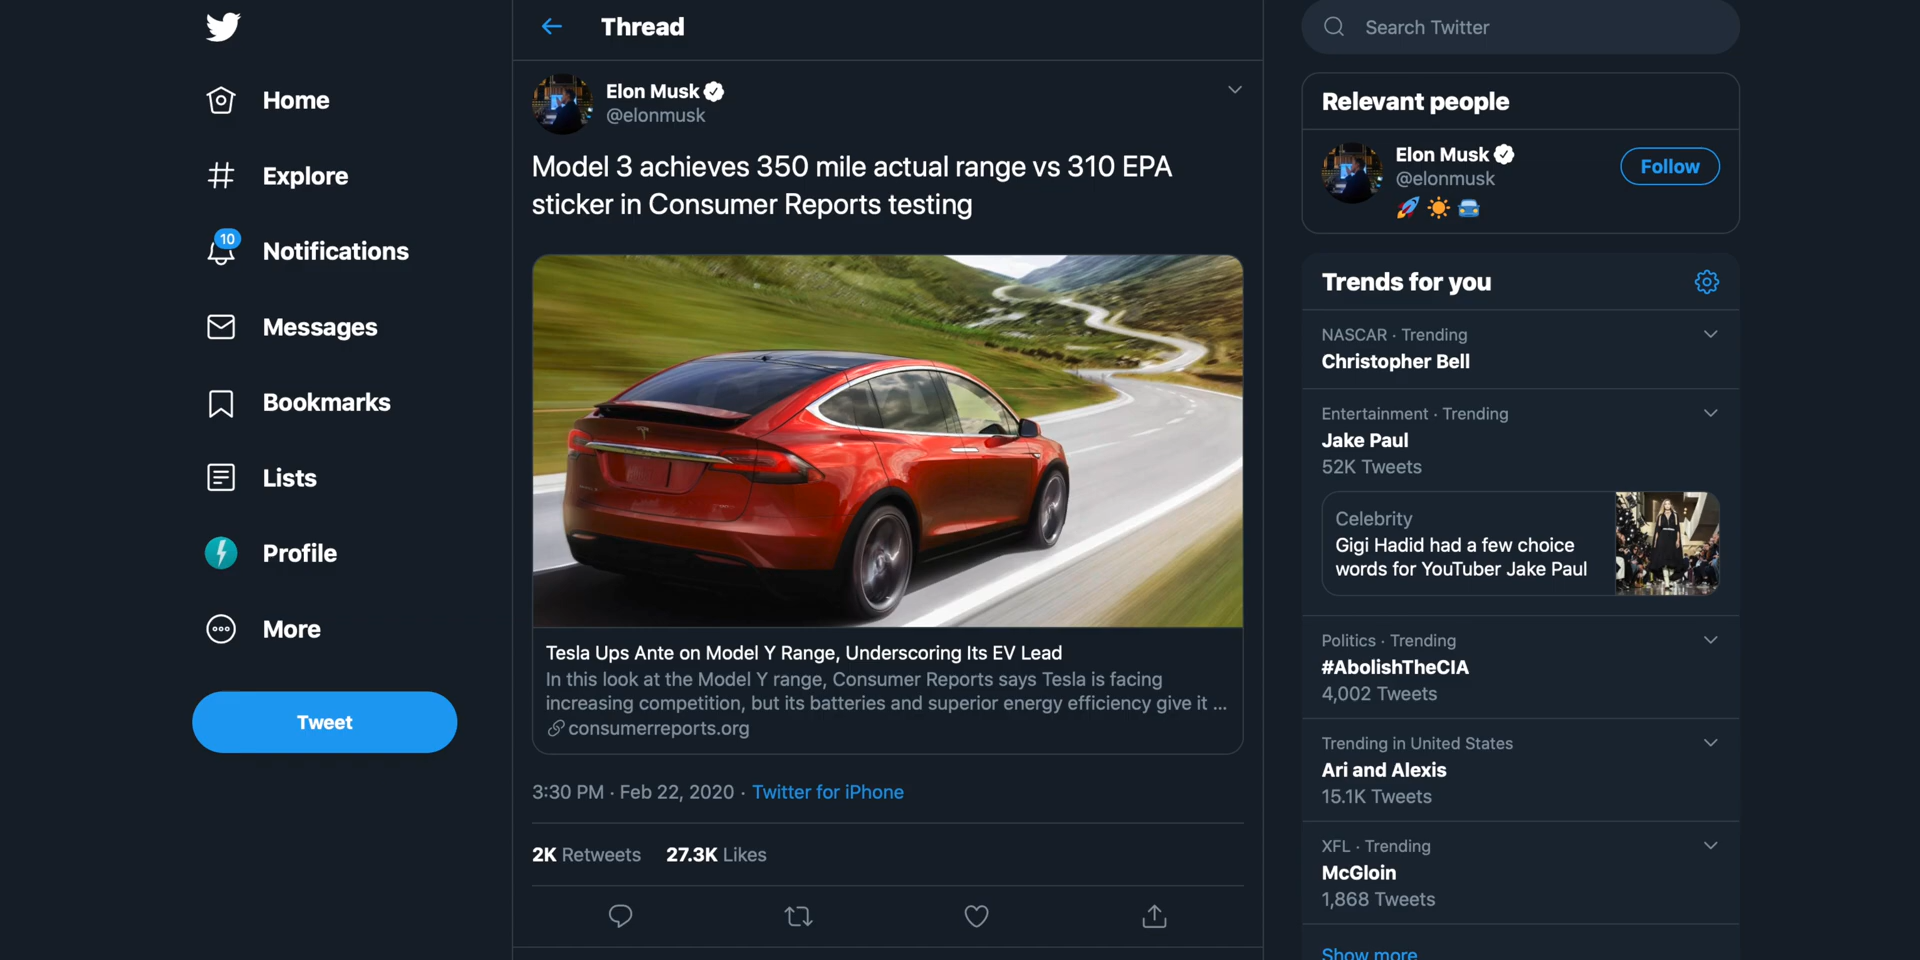 Home
Explore
10
Notifications
Messages
Bookmarks
Lists
Profile
More
Tweet
Thread
Elon Musk
@elonmusk
Model 3 achieves 350 mile actual range vs 310 EPA
sticker in Consumer Reports testing
Tesla Ups Ante on Model Y Range, Underscoring Its EV Lead
In this look at the Model Y range, Consumer Reports says Tesla is facing
increasing competition, but its batteries and superior energy efficiency give it ...
consumerreports.org
3:30 PM · Feb 22, 2020 · Twitter for iPhone
2K Retweets 27.3K Likes
Search Twitter
Relevant people
Elon Musk
@elonmusk
Follow
🚀 ☀️ 🚘
Trends for you
NASCAR · Trending
Christopher Bell
Entertainment · Trending
Jake Paul
52K Tweets
Celebrity
Gigi Hadid had a few choice
words for YouTuber Jake Paul
Politics · Trending
#AbolishTheCIA
4,002 Tweets
Trending in United States
Ari and Alexis
15.1K Tweets
XFL · Trending
McGloin
1,868 Tweets
Show more